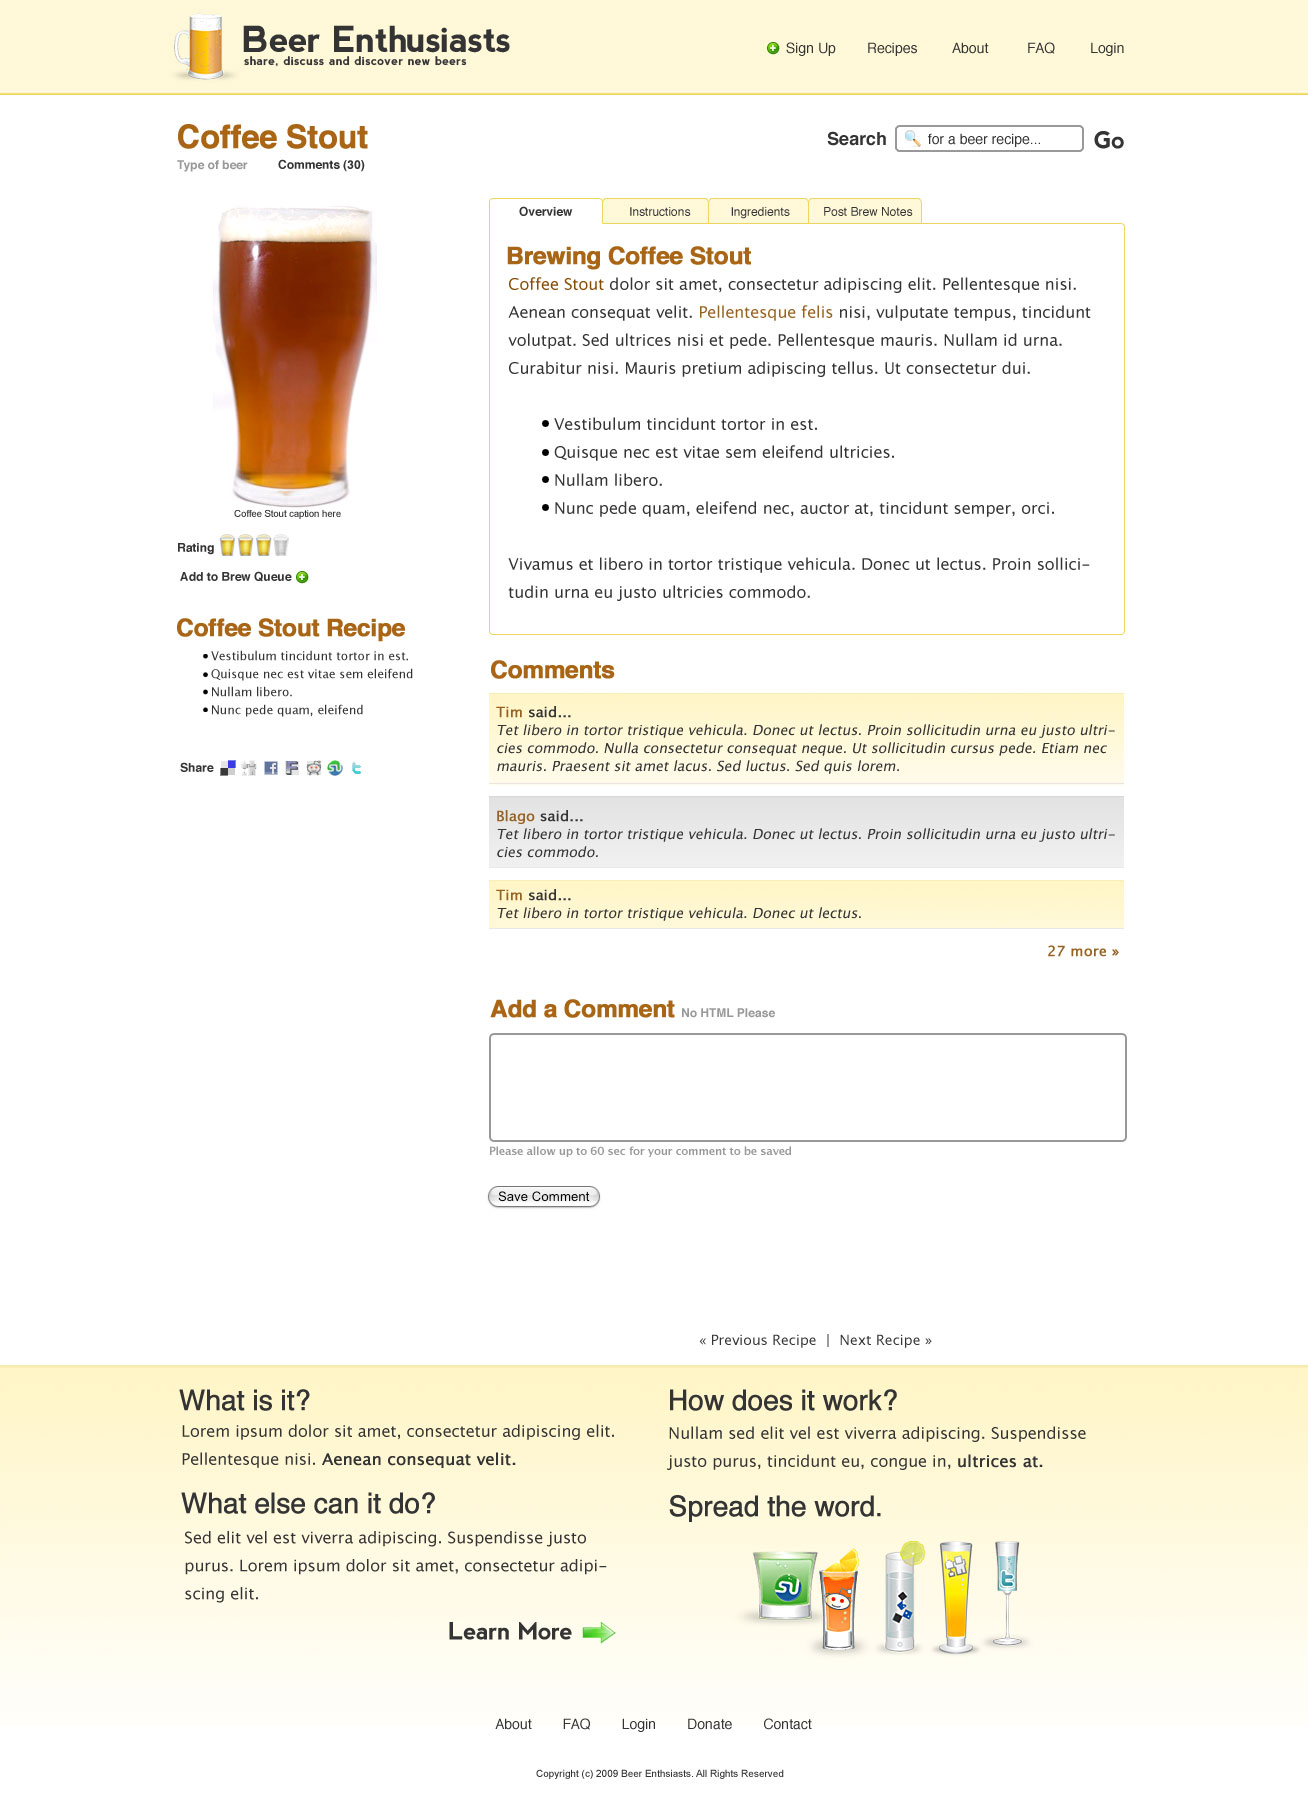 Beer Enthusiasts
share, discuss and discover new beers
Sign Up Recipes About FAQ Login
Coffee Stout
Type of beer Comments (30)
Search for a beer recipe... Go
Coffee Stout caption here
Rating
Add to Brew Queue
Coffee Stout Recipe
• Vestibulum tincidunt tortor in est.
• Quisque nec est vitae sem eleifend
• Nullam libero.
• Nunc pede quam, eleifend
Share
Overview Instructions Ingredients Post Brew Notes
Brewing Coffee Stout
Coffee Stout dolor sit amet, consectetur adipiscing elit. Pellentesque nisi.
Aenean consequat velit. Pellentesque felis nisi, vulputate tempus, tincidunt
volutpat. Sed ultrices nisi et pede. Pellentesque mauris. Nullam id urna.
Curabitur nisi. Mauris pretium adipiscing tellus. Ut consectetur dui.
• Vestibulum tincidunt tortor in est.
• Quisque nec est vitae sem eleifend ultricies.
• Nullam libero.
• Nunc pede quam, eleifend nec, auctor at, tincidunt semper, orci.
Vivamus et libero in tortor tristique vehicula. Donec ut lectus. Proin sollici-
tudin urna eu justo ultricies commodo.
Comments
Tim said...
Tet libero in tortor tristique vehicula. Donec ut lectus. Proin sollicitudin urna eu justo ultri-
cies commodo. Nulla consectetur consequat neque. Ut sollicitudin cursus pede. Etiam nec
mauris. Praesent sit amet lacus. Sed luctus. Sed quis lorem.
Blago said...
Tet libero in tortor tristique vehicula. Donec ut lectus. Proin sollicitudin urna eu justo ultri-
cies commodo.
Tim said...
Tet libero in tortor tristique vehicula. Donec ut lectus.
27 more »
Add a Comment No HTML Please
Please allow up to 60 sec for your comment to be saved
Save Comment
« Previous Recipe | Next Recipe »
What is it?
Lorem ipsum dolor sit amet, consectetur adipiscing elit.
Pellentesque nisi. Aenean consequat velit.
What else can it do?
Sed elit vel est viverra adipiscing. Suspendisse justo
purus. Lorem ipsum dolor sit amet, consectetur adipi-
scing elit.
Learn More
How does it work?
Nullam sed elit vel est viverra adipiscing. Suspendisse
justo purus, tincidunt eu, congue in, ultrices at.
Spread the word.
About FAQ Login Donate Contact
Copyright (c) 2009 Beer Enthsiasts. All Rights Reserved